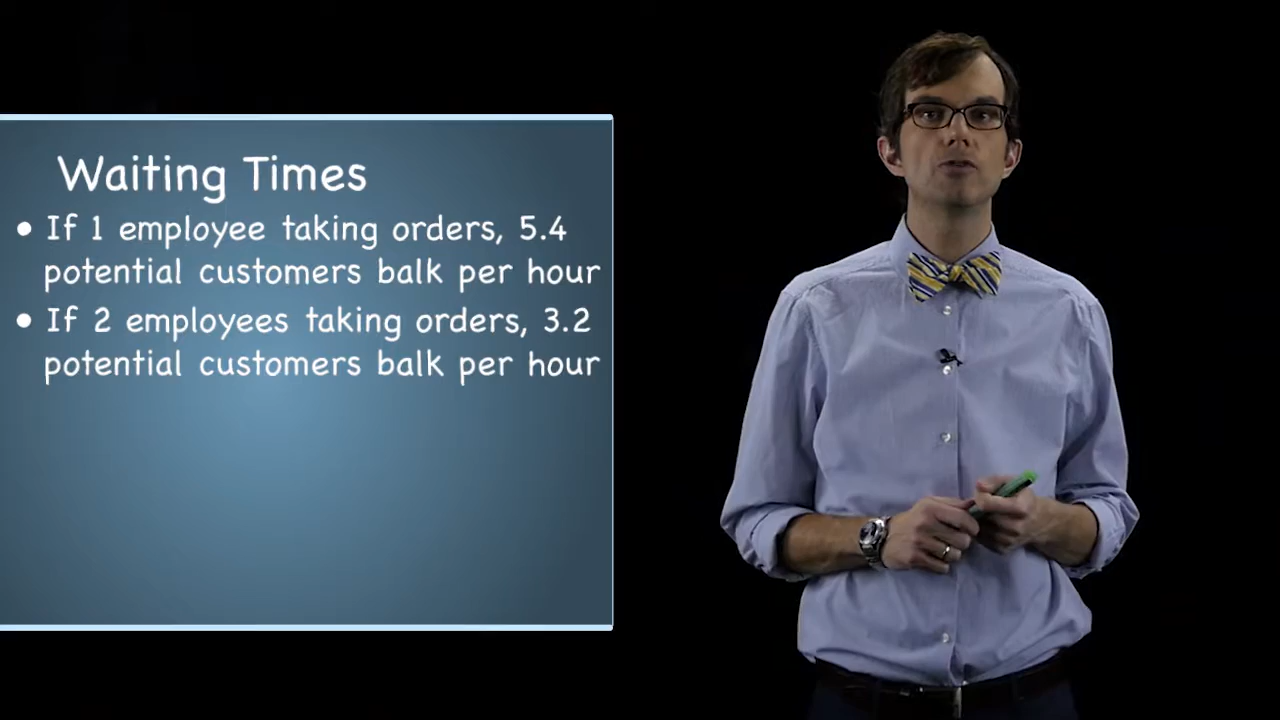 Waiting Times
• If 1 employee taking orders, 5.4
potential customers balk per hour
• If 2 employees taking orders, 3.2
potential customers balk per hour